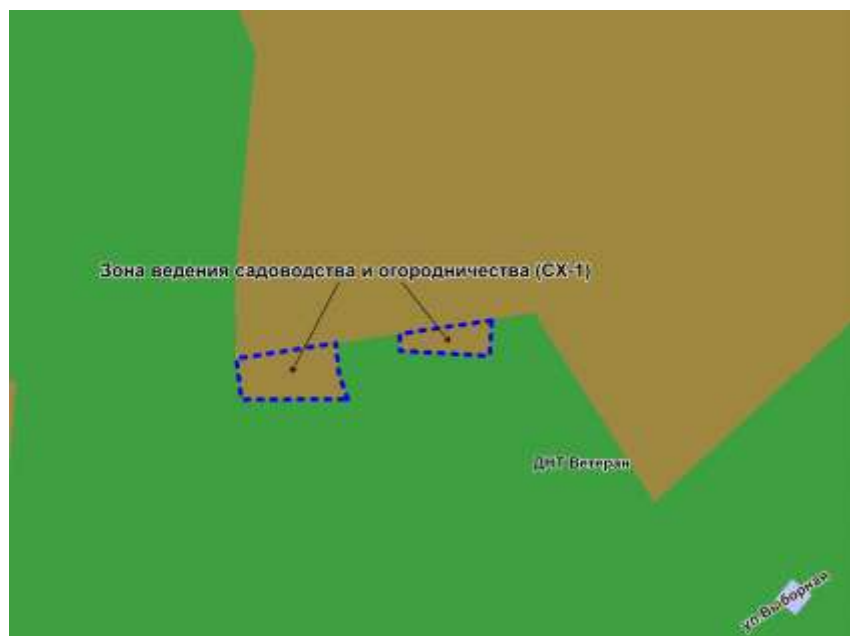 Зона ведения садоводства и огородничества (СХ-1)
ДНТ Ветеран
ул Выборная